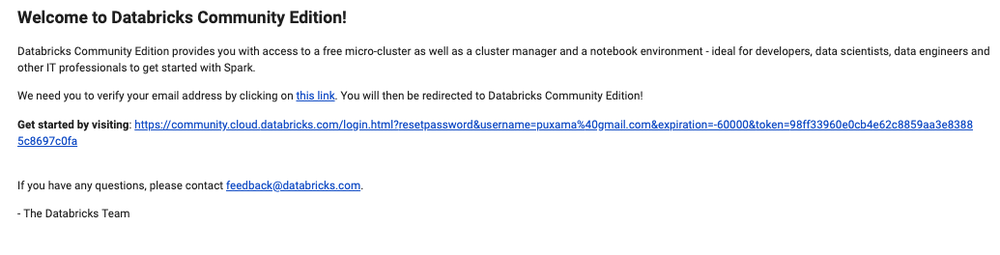 Welcome to Databricks Community Edition!
Databricks Community Edition provides you with access to a free micro-cluster as well as a cluster manager and a notebook environment - ideal for developers, data scientists, data engineers and
other IT professionals to get started with Spark.
We need you to verify your email address by clicking on this link. You will then be redirected to Databricks Community Edition!
Get started by visiting: https://community.cloud.databricks.com/login.html?resetpassword&username=puxama%40gmail.com&expiration=-60000&token=98ff33960e0cb4e62c8859aa3e8388
5c8697c0fa
If you have any questions, please contact feedback@databricks.com.
- The Databricks Team